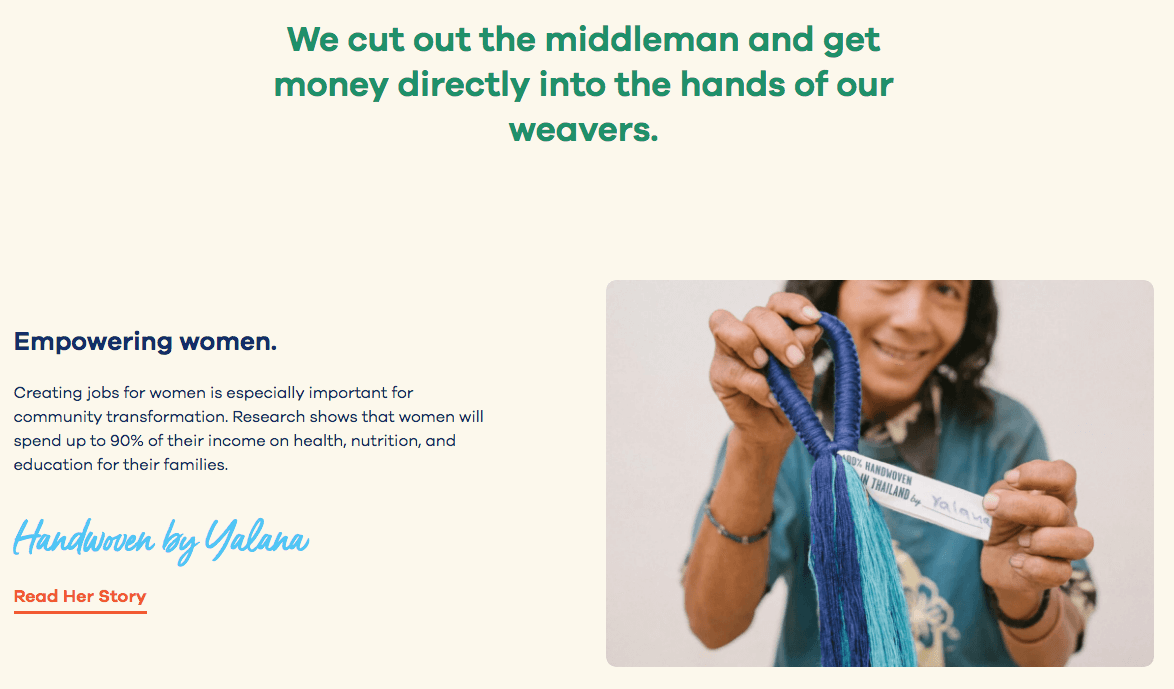 We cut out the middleman and get
money directly into the hands of our
weavers.
Empowering women.
Creating jobs for women is especially important for
community transformation. Research shows that women will
spend up to 90% of their income on health, nutrition, and
education for their families.
Handwoven by Yalana
Read Her Story
100% HANDWOVEN
IN THAILAND by Yalana